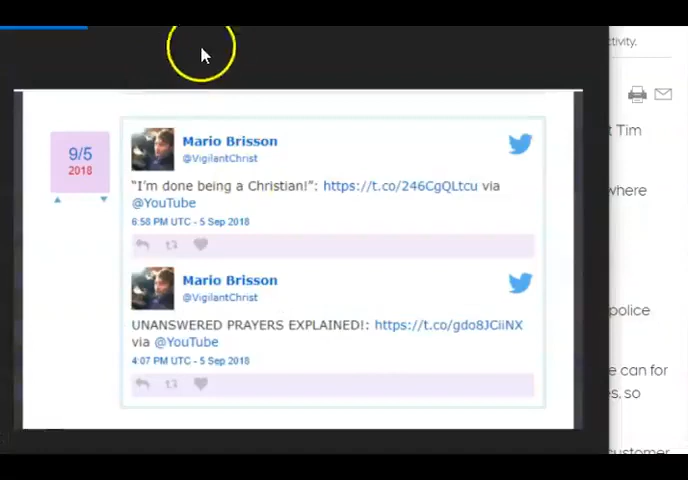 ctivity.
t Tim
where
police
e can for
s, so
customer
9/5
2018
Mario Brisson
@VigilantChrist
“I'm done being a Christian!”: https://t.co/246CgQLtcu via
@YouTube
6:58 PM UTC - 5 Sep 2018
Mario Brisson
@VigilantChrist
UNANSWERED PRAYERS EXPLAINED!: https://t.co/gdo8JCiiNX
via @YouTube
4:07 PM UTC - 5 Sep 2018